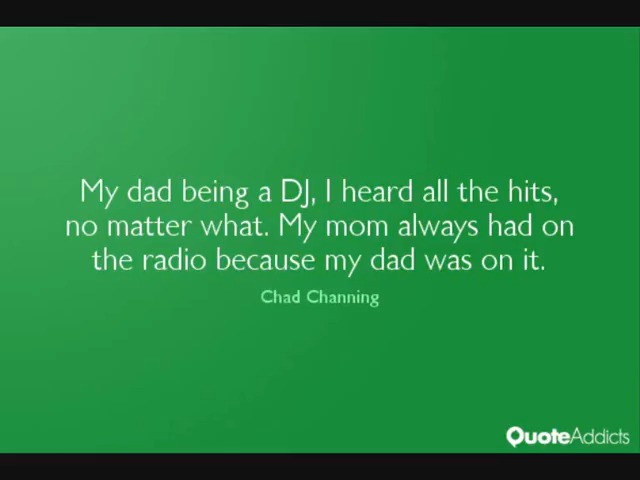 My dad being a DJ, I heard all the hits,
no matter what. My mom always had on
the radio because my dad was on it.
Chad Channing
QuoteAddicts